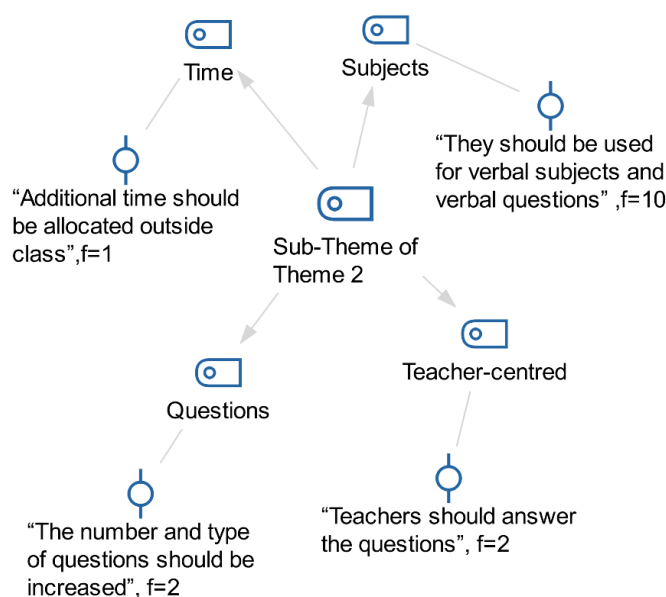 Time
Subjects
“They should be used
for verbal subjects and
verbal questions” ,f=10
“Additional time should
be allocated outside
class”,f=1
Sub-Theme of
Theme 2
Teacher-centred
Questions
“Teachers should answer
the questions”, f=2
“The number and type
of questions should be
increased”, f=2